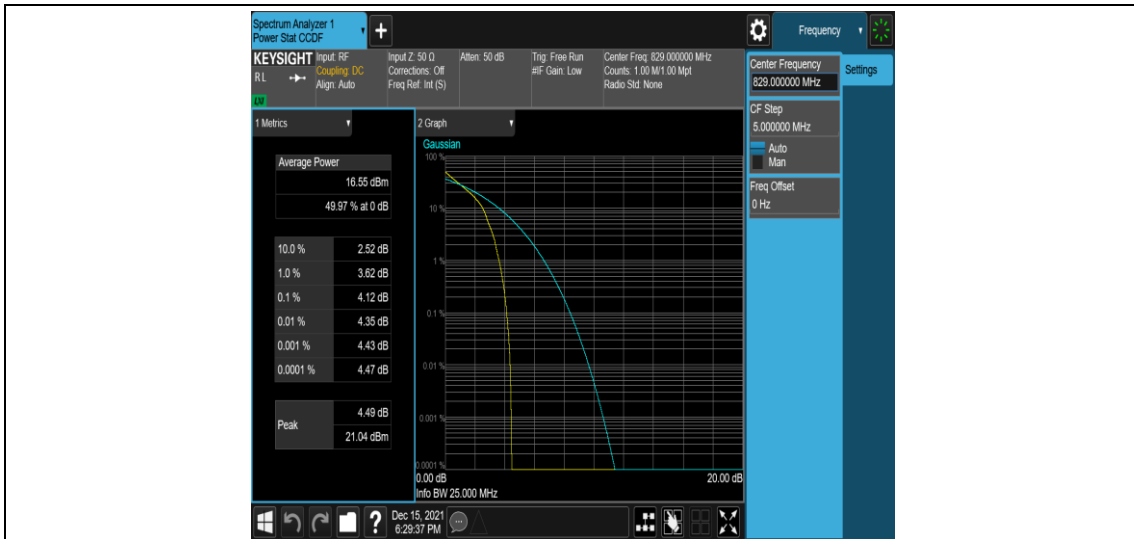 Spectrum Analyzer 1
Power Stat CCDF
Frequency
KEYSIGHT
RL
Input: RF
Coupling: DC
Align: Auto
Input Z: 50 Ω
Corrections: Off
Freq Ref: Int (S)
Atten: 50 dB
Trig: Free Run
#IF Gain: Low
Center Freq: 829.000000 MHz
Counts: 1.00 M/1.00 Mpt
Radio Std: None
Center Frequency
829.000000 MHz
Settings
CF Step
5.000000 MHz
Auto
Man
Freq Offset
0 Hz
1 Metrics
Average Power
16.55 dBm
49.97 % at 0 dB
10.0 % 2.52 dB
1.0 % 3.62 dB
0.1 % 4.12 dB
0.01 % 4.35 dB
0.001 % 4.43 dB
0.0001 % 4.47 dB
Peak
4.49 dB
21.04 dBm
2 Graph
Gaussian
100 %
10 %
1 %
0.1 %
0.01 %
0.001 %
0.0001 %
0.00 dB
20.00 dB
Info BW 25.000 MHz
Dec 15, 2021
6:29:37 PM